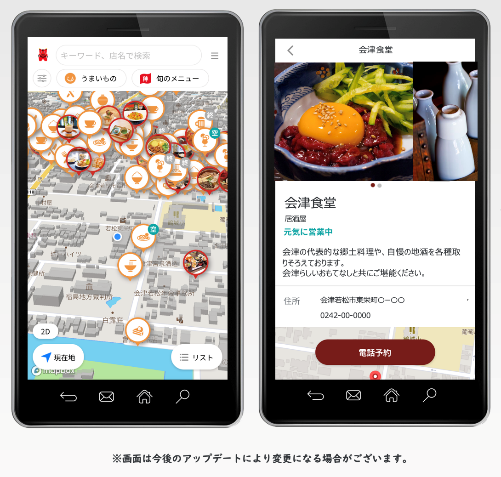 キーワード、店名で検索
うまいもの
旬のメニュー
空
空
若松
2D
現在地
リスト
mapbox
会津食堂
会津食堂
居酒屋
元気に営業中
会津の代表的な郷土料理や、自慢の地酒を各種取
りそろえております。
会津らしいおもてなしと共にご堪能ください。
住所
会津若松市東栄町○－○○
0242-00-0000
電話予約
※画面は今後のアップデートにより変更になる場合がございます。